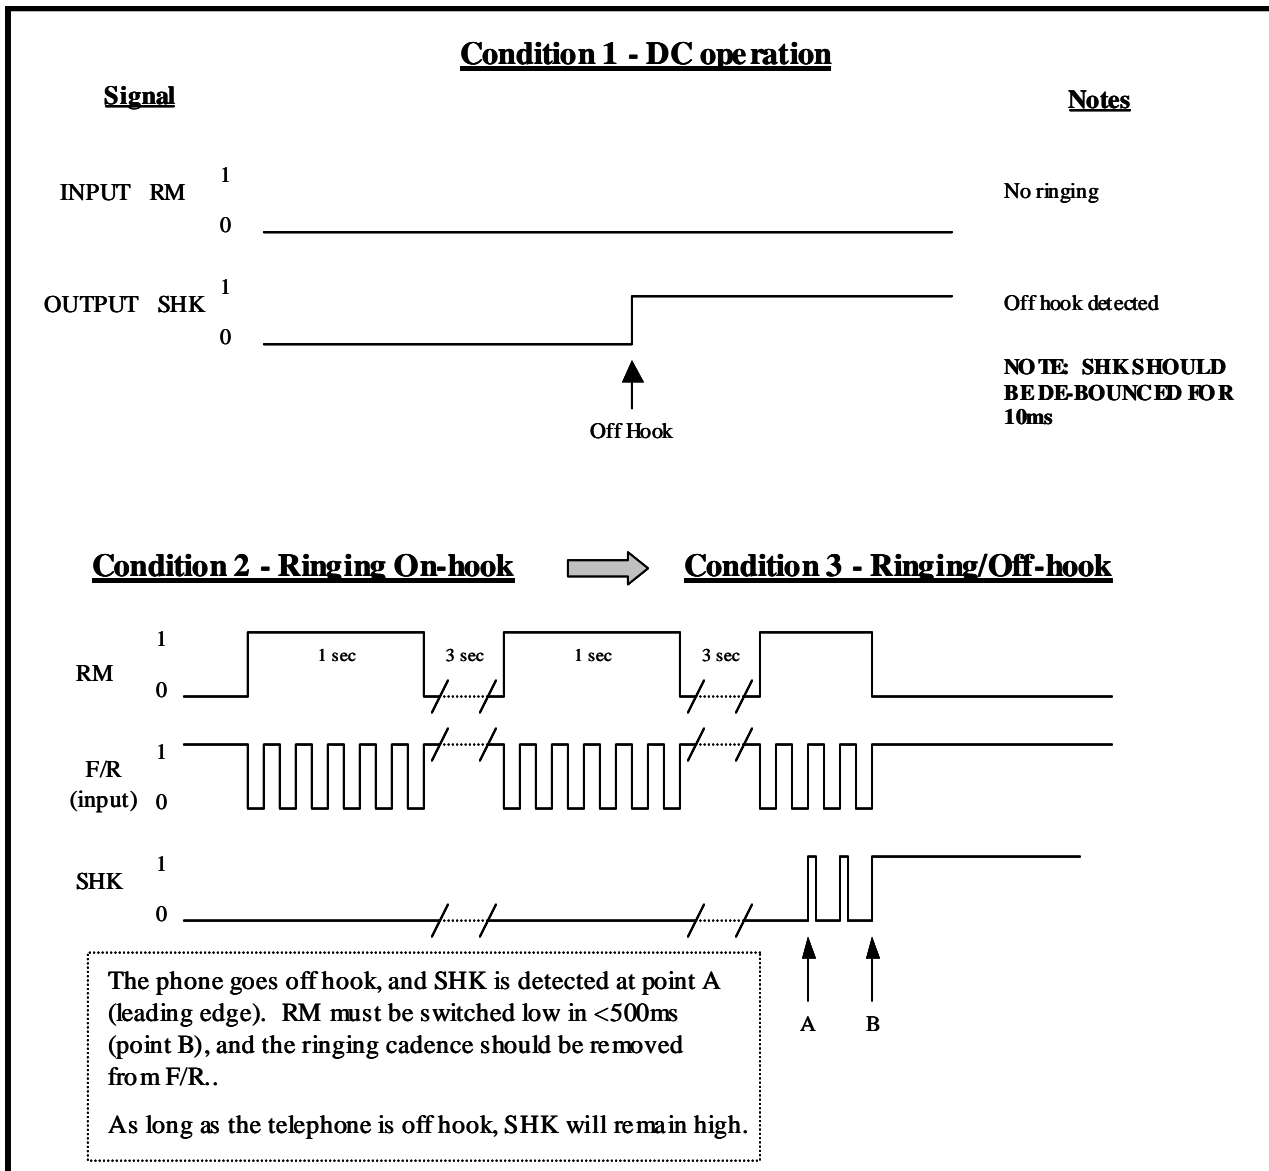 Condition 1 - DC operation
Signal
Notes
INPUT RM
1
0
No ringing
OUTPUT SHK
1
0
Off hook detected
NOTE: SHK SHOULD
BE DE-BOUNCED FOR
10ms
Off Hook
Condition 2 - Ringing On-hook
Condition 3 - Ringing/Off-hook
RM
1
0
1 sec
3 sec
1 sec
3 sec
F/R
(input)
1
0
SHK
1
0
A
B
The phone goes off hook, and SHK is detected at point A
(leading edge). RM must be switched low in <500ms
(point B), and the ringing cadence should be removed
from F/R..
As long as the telephone is off hook, SHK will remain high.